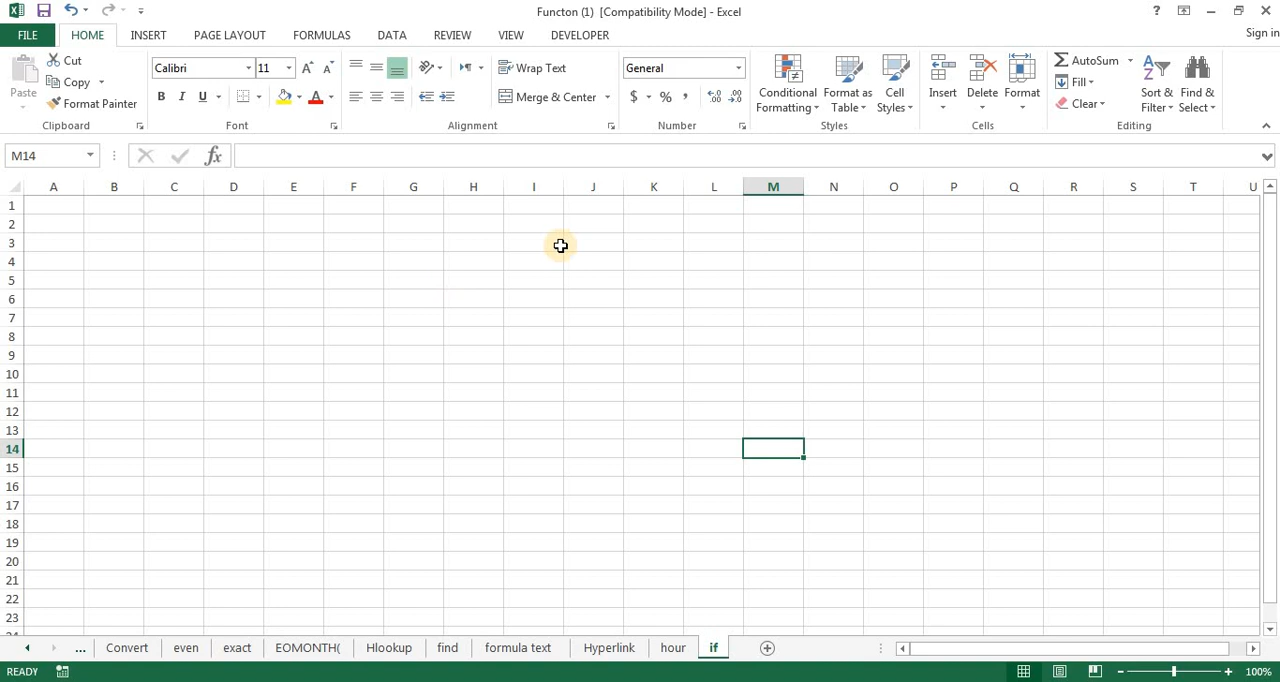 Functon (1) [Compatibility Mode] - Excel
?
FILE HOME INSERT PAGE LAYOUT FORMULAS DATA REVIEW VIEW DEVELOPER Sign in
Paste
Cut
Copy
Format Painter
Clipboard
Calibri 11
B I U
Font
Wrap Text
Merge & Center
Alignment
General
$ % ,
Number
Conditional Formatting
Format as Table
Cell Styles
Styles
Insert Delete Format
Cells
AutoSum
Fill
Clear
Sort & Filter
Find & Select
Editing
M14 fx
A B C D E F G H I J K L M N O P Q R S T U
1
2
3
4
5
6
7
8
9
10
11
12
13
14
15
16
17
18
19
20
21
22
23
... Convert even exact EOMONTH( Hlookup find formula text Hyperlink hour if
READY 100%